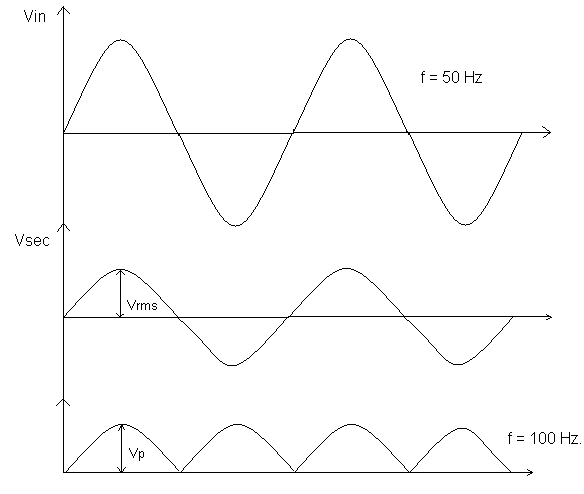 Vin
f = 50 Hz
Vsec
Vrms
Vp
f = 100 Hz.